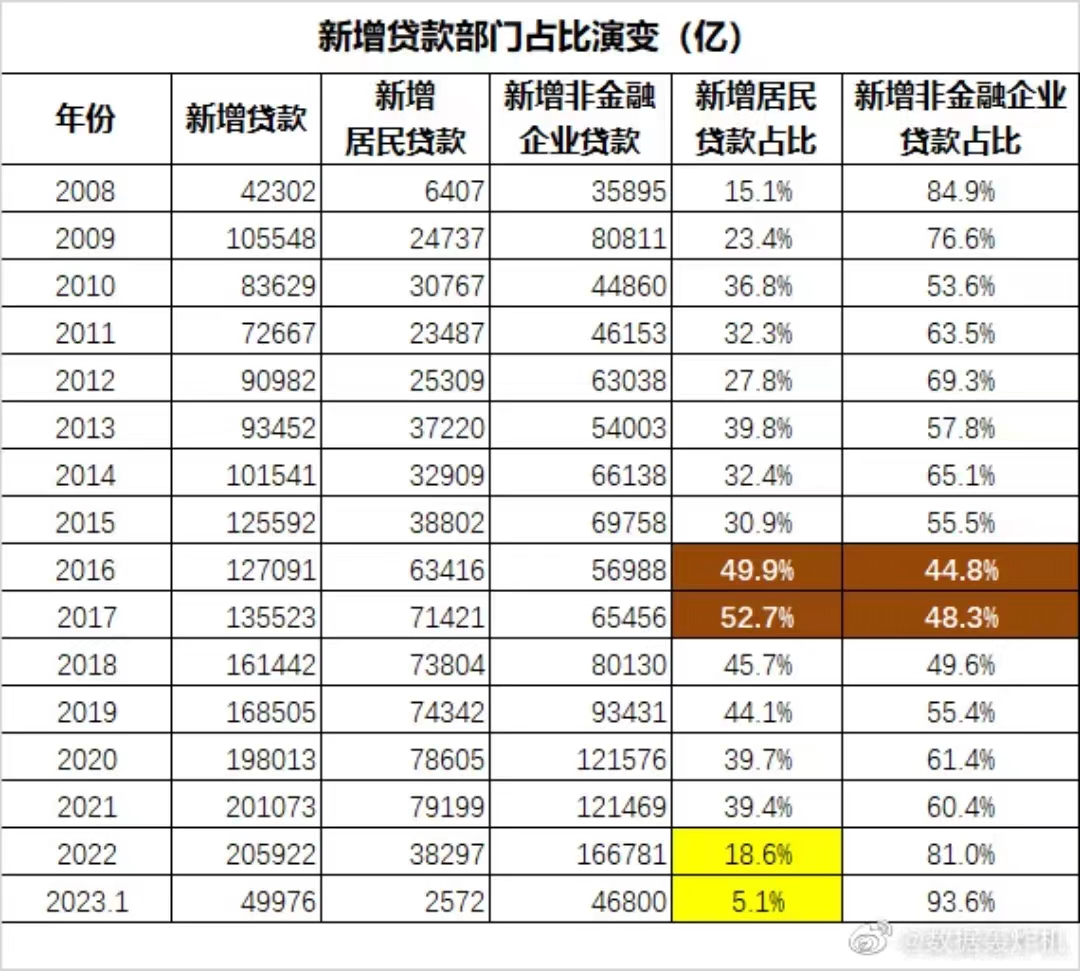 新增贷款部门占比演变（亿）
年份 新增贷款 新增居民贷款 新增非金融企业贷款 新增居民贷款占比 新增非金融企业贷款占比
2008 42302 6407 35895 15.1% 84.9%
2009 105548 24737 80811 23.4% 76.6%
2010 83629 30767 44860 36.8% 53.6%
2011 72667 23487 46153 32.3% 63.5%
2012 90982 25309 63038 27.8% 69.3%
2013 93452 37220 54003 39.8% 57.8%
2014 101541 32909 66138 32.4% 65.1%
2015 125592 38802 69758 30.9% 55.5%
2016 127091 63416 56988 49.9% 44.8%
2017 135523 71421 65456 52.7% 48.3%
2018 161442 73804 80130 45.7% 49.6%
2019 168505 74342 93431 44.1% 55.4%
2020 198013 78605 121576 39.7% 61.4%
2021 201073 79199 121469 39.4% 60.4%
2022 205922 38297 166781 18.6% 81.0%
2023.1 49976 2572 46800 5.1% 93.6%
@数据轰炸机